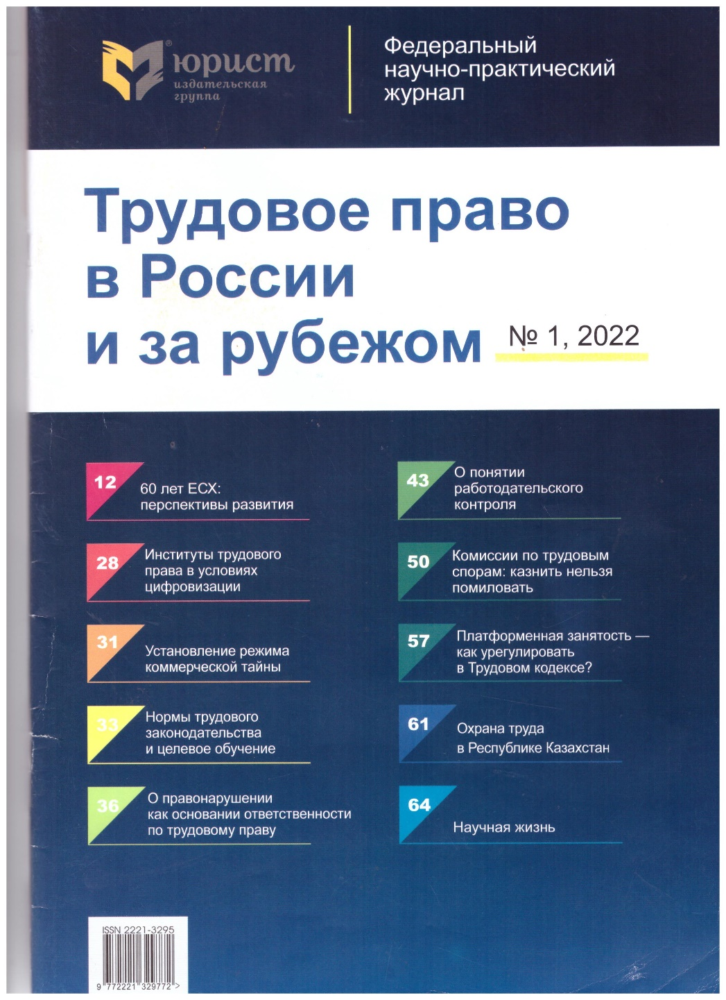 юрист
издательская
группа
Федеральный
научно-практический
журнал
Трудовое право
в России
и за рубежом
№ 1, 2022
12
60 лет ЕСХ:
перспективы развития
28
Институты трудового
права в условиях
цифровизации
31
Установление режима
коммерческой тайны
33
Нормы трудового
законодательства
и целевое обучение
36
О правонарушении
как основании ответственности
по трудовому праву
43
О понятии
работодательского
контроля
50
Комиссии по трудовым
спорам: казнить нельзя
помиловать
57
Платформенная занятость —
как урегулировать
в Трудовом кодексе?
61
Охрана труда
в Республике Казахстан
64
Научная жизнь
ISSN 2221-3295
9 772221 329772 >